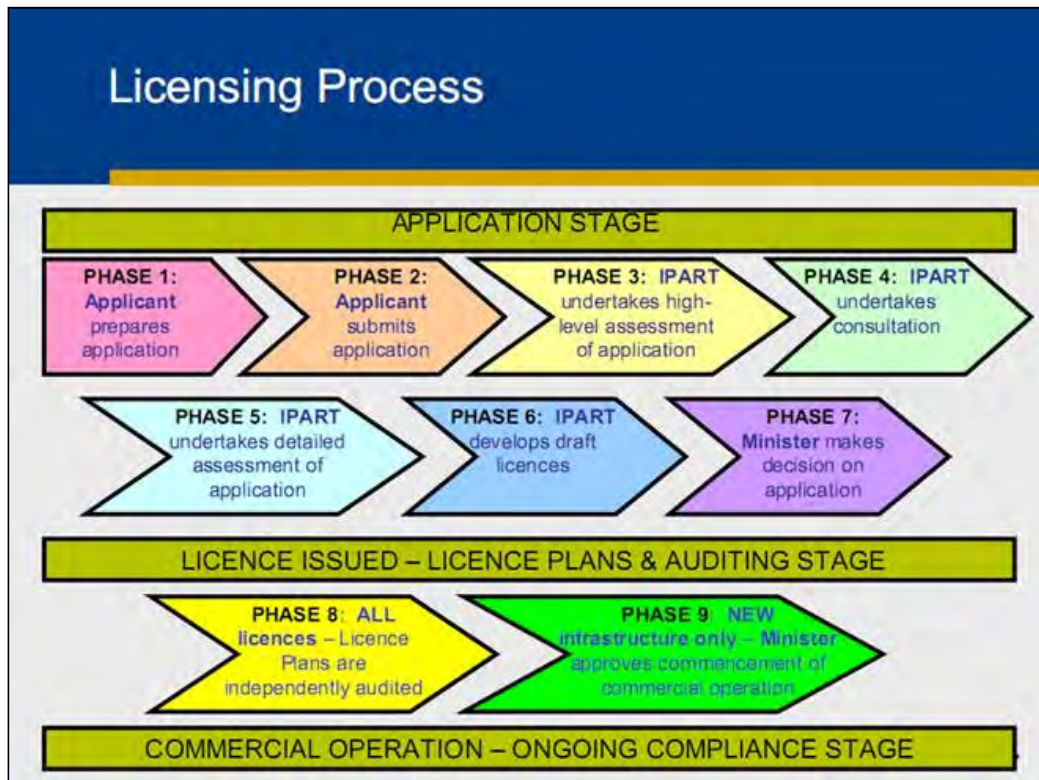 Licensing Process
APPLICATION STAGE
PHASE 1:
Applicant
prepares
application
PHASE 2:
Applicant
submits
application
PHASE 3: IPART
undertakes high-
level assessment
of application
PHASE 4: IPART
undertakes
consultation
PHASE 5: IPART
undertakes detailed
assessment of
application
PHASE 6: IPART
develops draft
licences
PHASE 7:
Minister makes
decision on
application
LICENCE ISSUED – LICENCE PLANS & AUDITING STAGE
PHASE 8: ALL
licences – Licence
Plans are
independently audited
PHASE 9: NEW
infrastructure only – Minister
approves commencement of
commercial operation
COMMERCIAL OPERATION – ONGOING COMPLIANCE STAGE